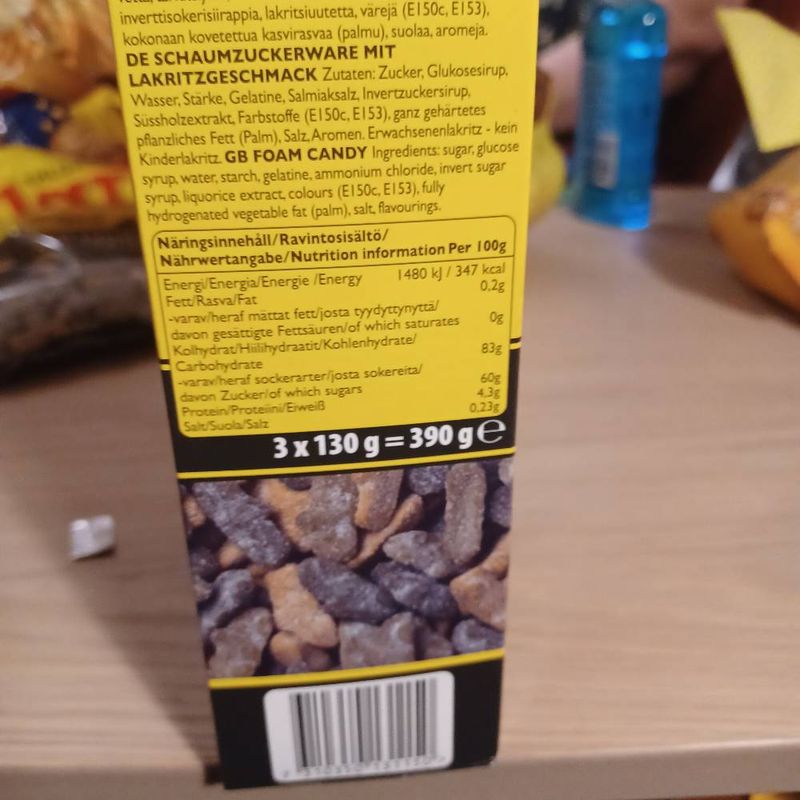 inverttisokerisiirappia, lakritsiuutetta, värejä (E150c, E153),
kokonaan kovetettua kasvirasvaa (palmu), suolaa, aromeja.
DE SCHAUMZUCKERWARE MIT
LAKRITZGESCHMACK Zutaten: Zucker, Glukosesirup,
Wasser, Stärke, Gelatine, Salmiaksalz, Invertzuckersirup,
Süssholzextrakt, Farbstoffe (E150c, E153), ganz gehärtetes
pflanzliches Fett (Palm), Salz, Aromen. Erwachsenenlakritz - kein
Kinderlakritz. GB FOAM CANDY Ingredients: sugar, glucose
syrup, water, starch, gelatine, ammonium chloride, invert sugar
syrup, liquorice extract, colours (E150c, E153), fully
hydrogenated vegetable fat (palm), salt, flavourings.
Näringsinnehåll/Ravintosisältö/
Nährwertangabe/Nutrition information Per 100g
Energi/Energia/Energie /Energy 1480 kJ / 347 kcal
Fett/Rasva/Fat 0,2g
-varav/heraf mättat fett/josta tyydyttynyttä/
davon gesättigte Fettsäuren/of which saturates 0g
Kolhydrat/Hiilihydraatit/Kohlenhydrate/
Carbohydrate 83g
-varav/heraf sockerarter/josta sokereita/
davon Zucker/of which sugars 60g
Protein/Proteiini/Eiweiß 4,3g
Salt/Suola/Salz 0,23g
3 x 130 g = 390 g e